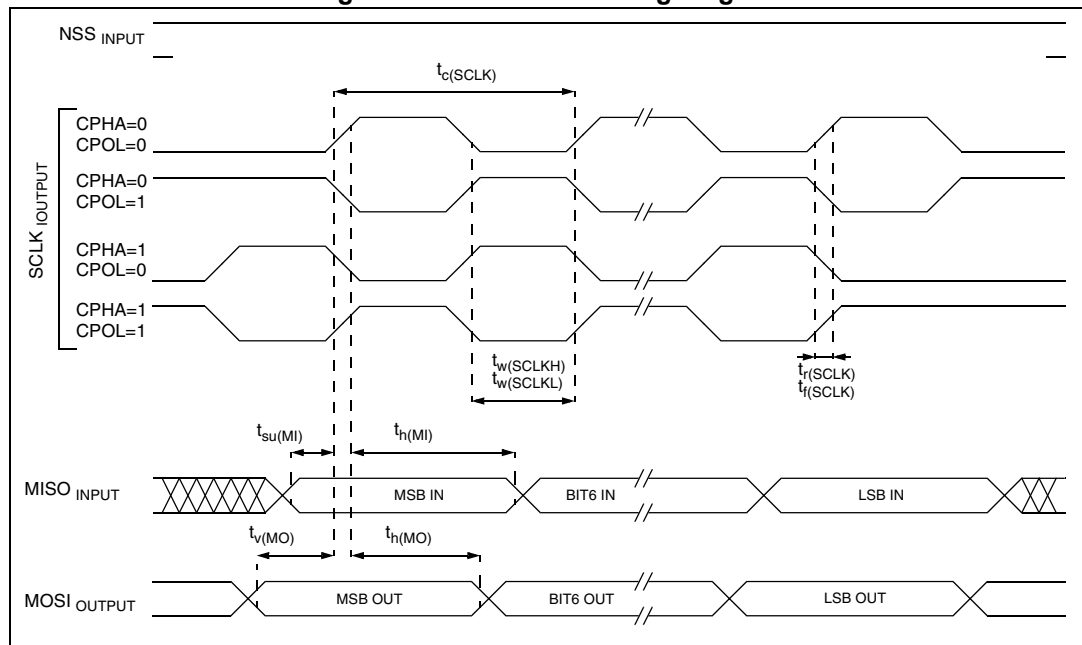 NSS INPUT
tc(SCLK)
SCLK IOUTPUT
CPHA=0
CPOL=0
CPHA=0
CPOL=1
CPHA=1
CPOL=0
CPHA=1
CPOL=1
tw(SCLKH)
tw(SCLKL)
tr(SCLK)
tf(SCLK)
tsu(MI)
th(MI)
MISO INPUT
MSB IN
BIT6 IN
LSB IN
tv(MO)
th(MO)
MOSI OUTPUT
MSB OUT
BIT6 OUT
LSB OUT